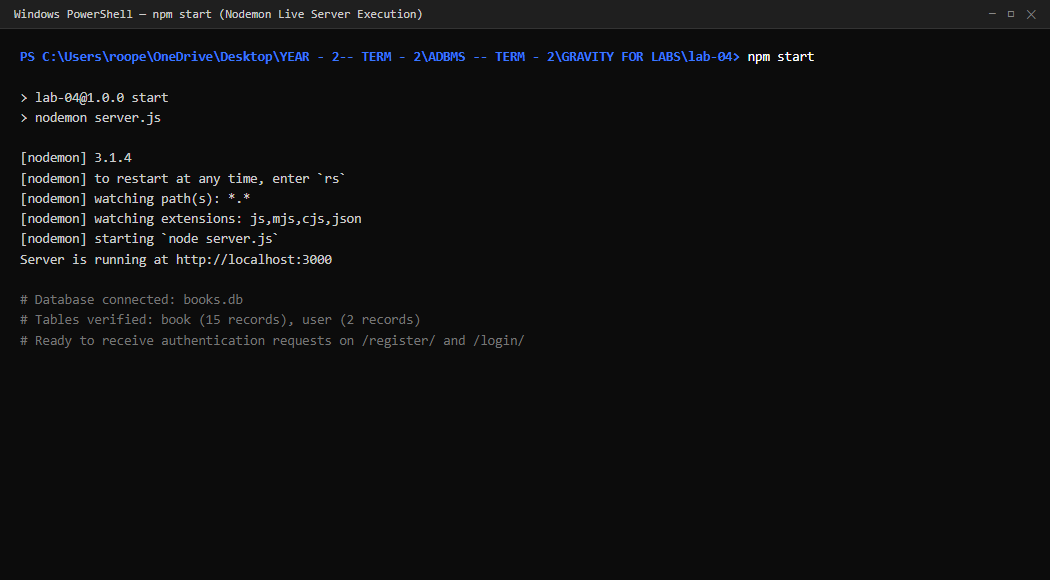 Windows PowerShell — npm start (Nodemon Live Server Execution)
PS C:\Users\roope\OneDrive\Desktop\YEAR - 2-- TERM - 2\ADBMS -- TERM - 2\GRAVITY FOR LABS\lab-04> npm start
> lab-04@1.0.0 start
> nodemon server.js
[nodemon] 3.1.4
[nodemon] to restart at any time, enter `rs`
[nodemon] watching path(s): *.*
[nodemon] watching extensions: js,mjs,cjs,json
[nodemon] starting `node server.js`
Server is running at http://localhost:3000
# Database connected: books.db
# Tables verified: book (15 records), user (2 records)
# Ready to receive authentication requests on /register/ and /login/